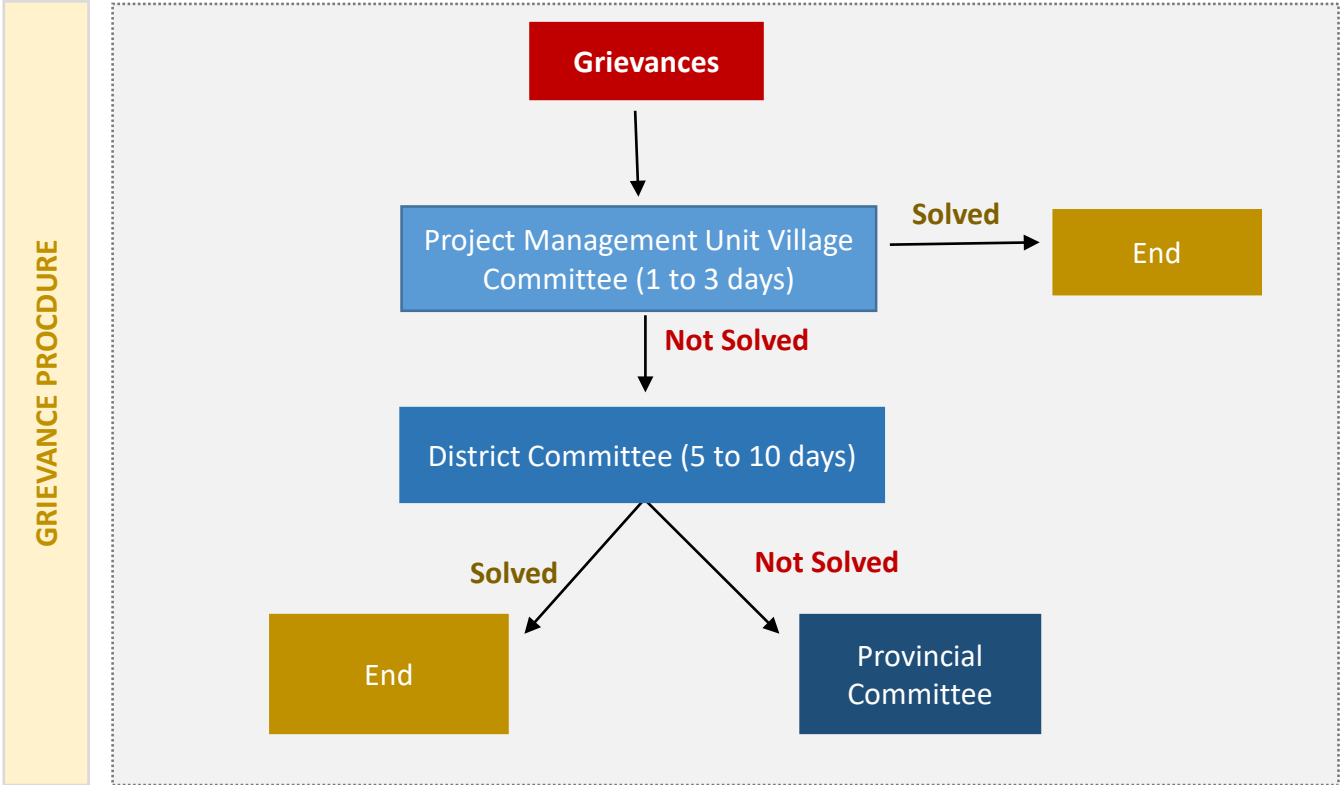 GRIEVANCE PROCDURE
Grievances
Project Management Unit Village
Committee (1 to 3 days)
Solved
End
Not Solved
District Committee (5 to 10 days)
Solved
Not Solved
End
Provincial
Committee